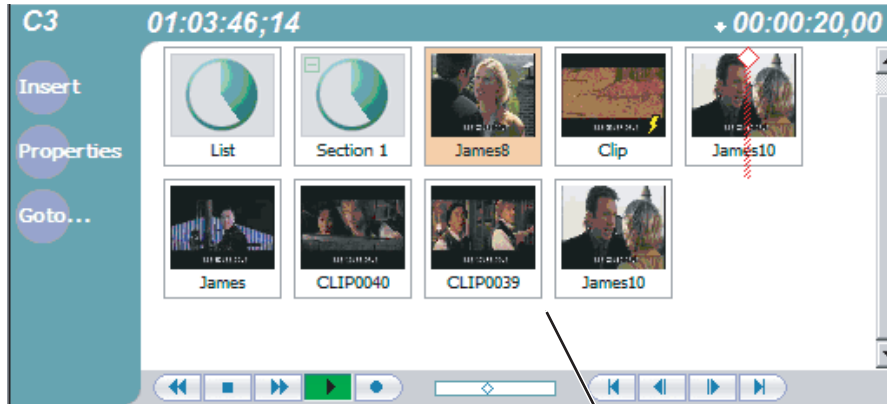 C3 01:03:46;14 00:00:20,00
Insert
Properties
Goto...
List Section 1 James8 Clip James10
James CLIP0040 CLIP0039 James10